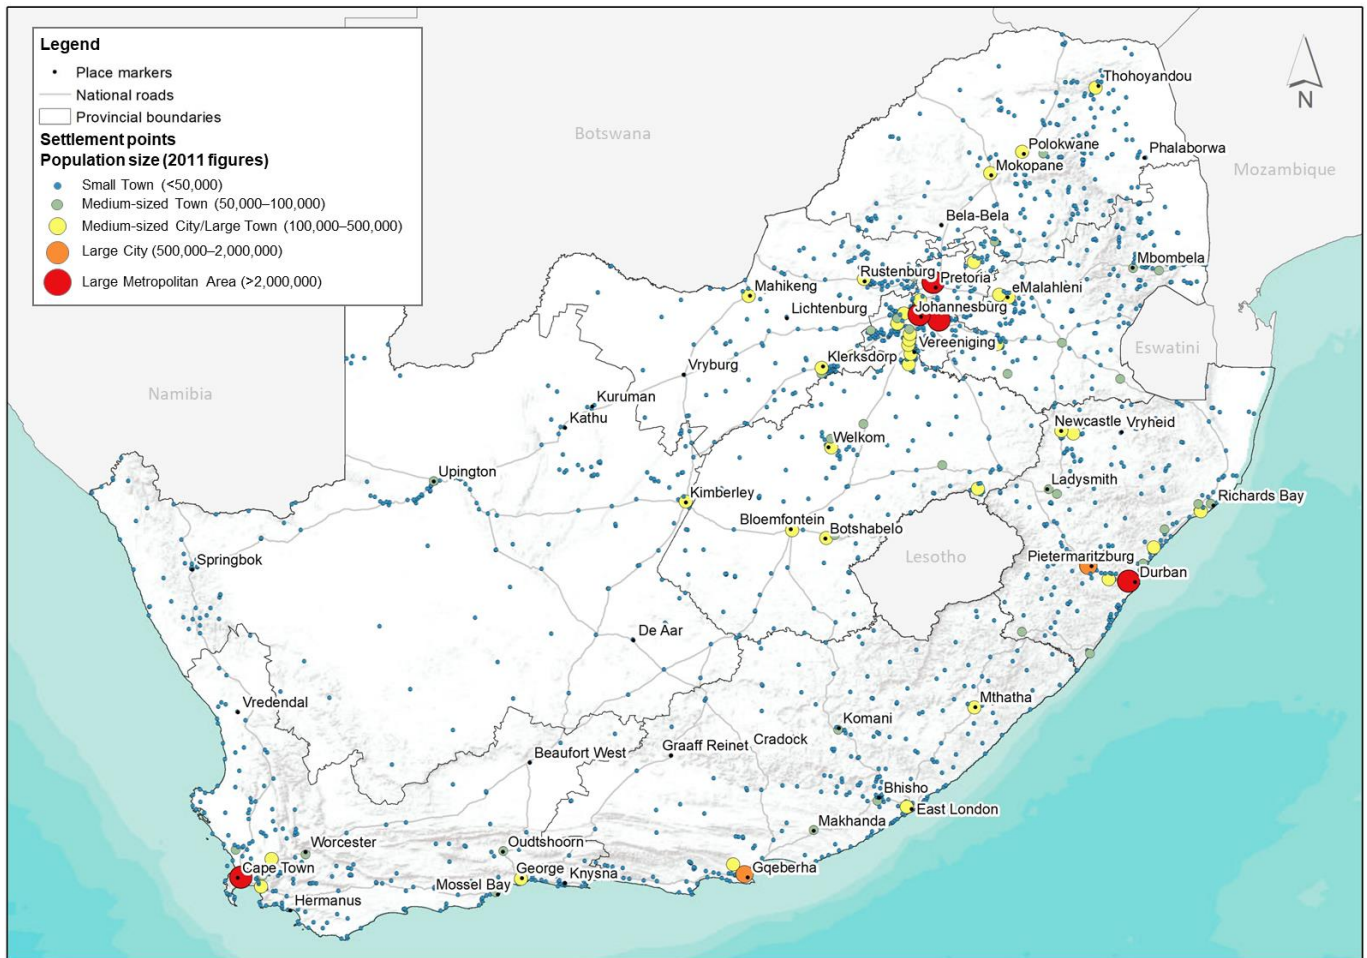 Legend
Place markers
National roads
Provincial boundaries
Settlement points
Population size (2011 figures)
Small Town (<50,000)
Medium-sized Town (50,000–100,000)
Medium-sized City/Large Town (100,000–500,000)
Large City (500,000–2,000,000)
Large Metropolitan Area (>2,000,000)
N
Thohoyandou
Botswana
Polokwane
Phalaborwa
Mokopane
Mozambique
Bela-Bela
Mbombela
Rustenburg
Pretoria
Mahikeng
eMalahleni
Lichtenburg
Johannesburg
Vereeniging
Eswatini
Klerksdorp
Vryburg
Namibia
Kuruman
Kathu
Newcastle
Vryheid
Welkom
Upington
Ladysmith
Kimberley
Richards Bay
Bloemfontein
Botshabelo
Springbok
Lesotho
Pietermaritzburg
Durban
De Aar
Vredendal
Mthatha
Komani
Cradock
Graaff Reinet
Beaufort West
Bhisho
East London
Makhanda
Worcester
Oudtshoorn
Cape Town
George
Knysna
Gqeberha
Mossel Bay
Hermanus